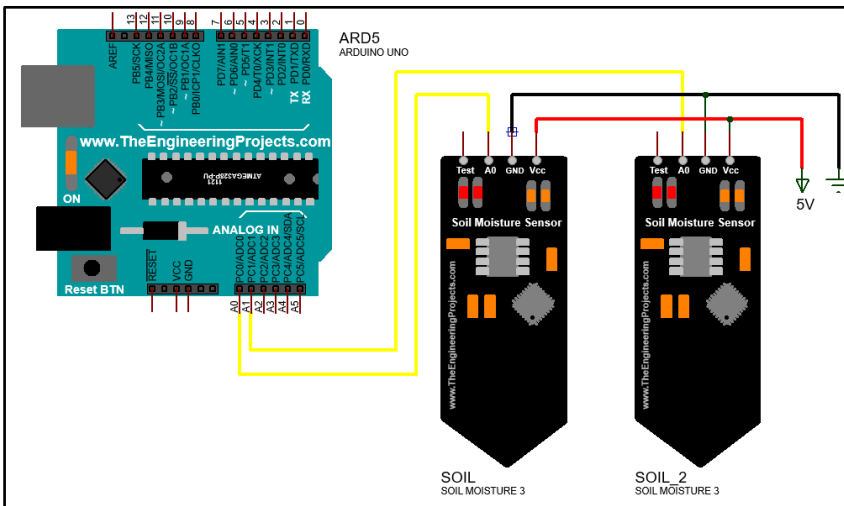 ARD5
ARDUINO UNO
AREF
13
12
11
10
9
8
7
6
5
4
3
2
1
0
PB5/SCK
PB4/MISO
~ PB3/MOSI/OC2A
~ PB2/SS/OC1B
~ PB1/OC1A
PB0/ICP1/CLKO
PD7/AIN1
~ PD6/AIN0
~ PD5/T1
PD4/T0/XCK
~ PD3/INT1
PD2/INT0
TX PD1/TXD
RX PD0/RXD
www.TheEngineeringProjects.com
1121
ATMEGA328P-PU
ON
ANALOG IN
Reset BTN
RESET
VCC
GND
PC0/ADC0
PC1/ADC1
PC2/ADC2
PC3/ADC3
PC4/ADC4/SDA
PC5/ADC5/SCL
A0
A1
A2
A3
A4
A5
Test A0 GND Vcc
Soil Moisture Sensor
www.TheEngineeringProjects.com
SOIL
SOIL MOISTURE 3
Test A0 GND Vcc
Soil Moisture Sensor
www.TheEngineeringProjects.com
SOIL_2
SOIL MOISTURE 3
5V